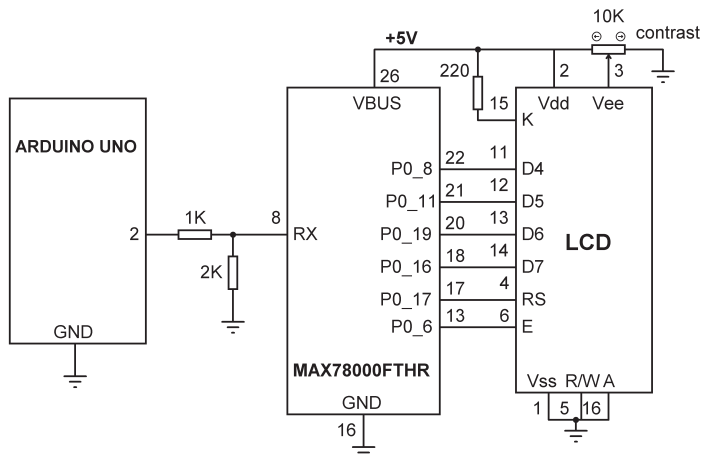 10K
contrast
+5V
220
26
2
3
VBUS
15
Vdd
Vee
K
ARDUINO UNO
P0_8
22
11
D4
P0_11
21
12
D5
2
1K
8
RX
P0_19
20
13
D6
LCD
2K
P0_16
18
14
D7
P0_17
17
4
RS
P0_6
13
6
E
GND
MAX78000FTHR
Vss
R/W
A
GND
16
1
5
16